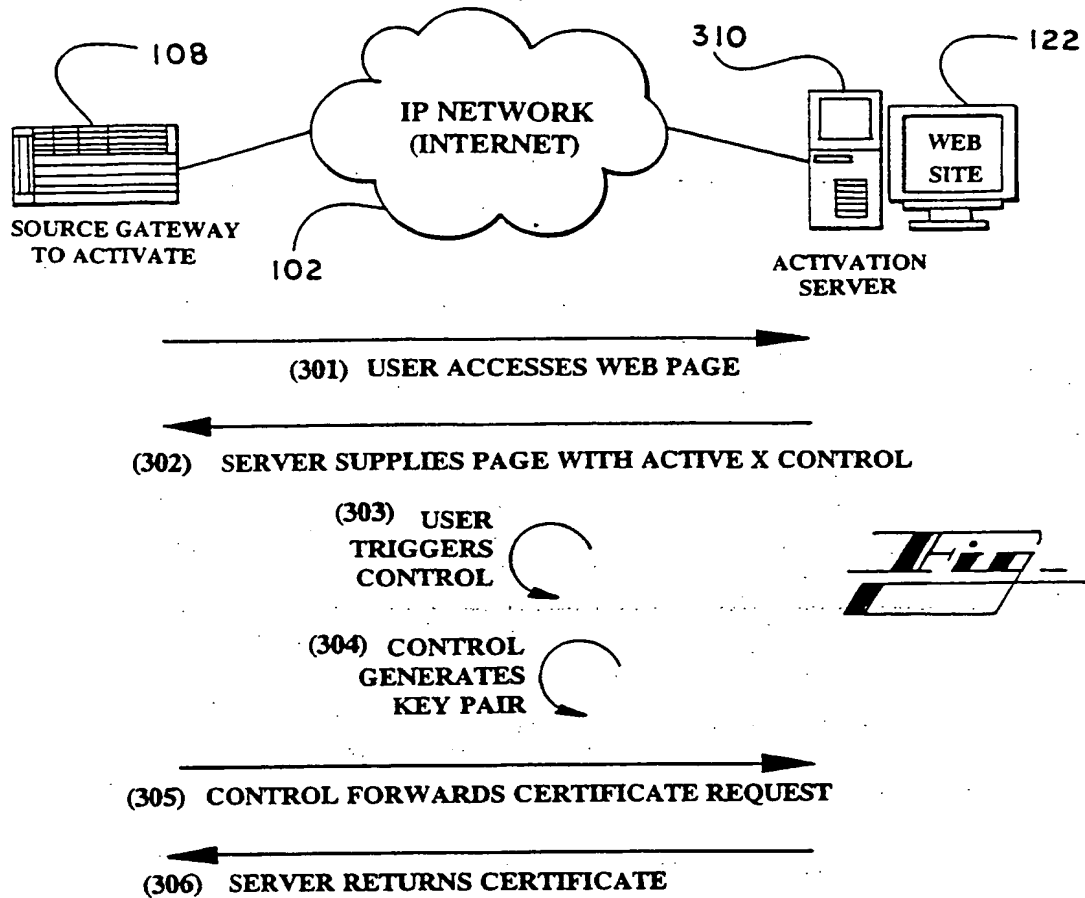 108
310
122
IP NETWORK
(INTERNET)
WEB
SITE
SOURCE GATEWAY
TO ACTIVATE
102
ACTIVATION
SERVER
(301) USER ACCESSES WEB PAGE
(302) SERVER SUPPLIES PAGE WITH ACTIVE X CONTROL
(303) USER
TRIGGERS
CONTROL
(304) CONTROL
GENERATES
KEY PAIR
(305) CONTROL FORWARDS CERTIFICATE REQUEST
(306) SERVER RETURNS CERTIFICATE